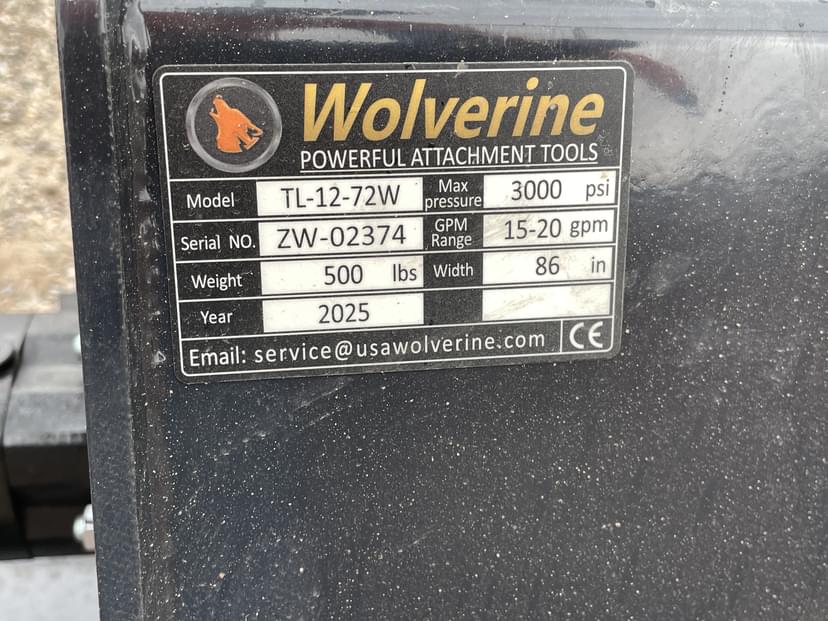 Wolverine
POWERFUL ATTACHMENT TOOLS
Model TL-12-72W Max pressure 3000 psi
Serial NO. ZW-02374 GPM Range 15-20 gpm
Weight 500 lbs Width 86 in
Year 2025
Email: service@usawolverine.com CE